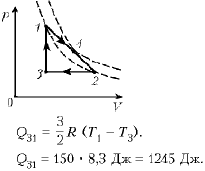 p
1
4
3
2
0
V
Q₃₁ = 3/2 R (T₁ – T₃).
Q₃₁ = 150 · 8,3 Дж = 1245 Дж.